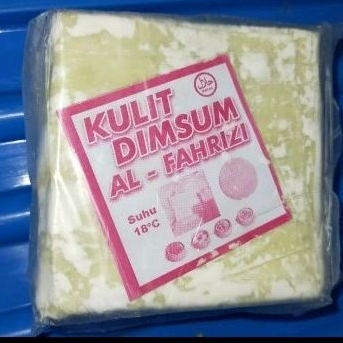 KULIT
DIMSUM
AL - FAHRIZI
Suhu
18°C